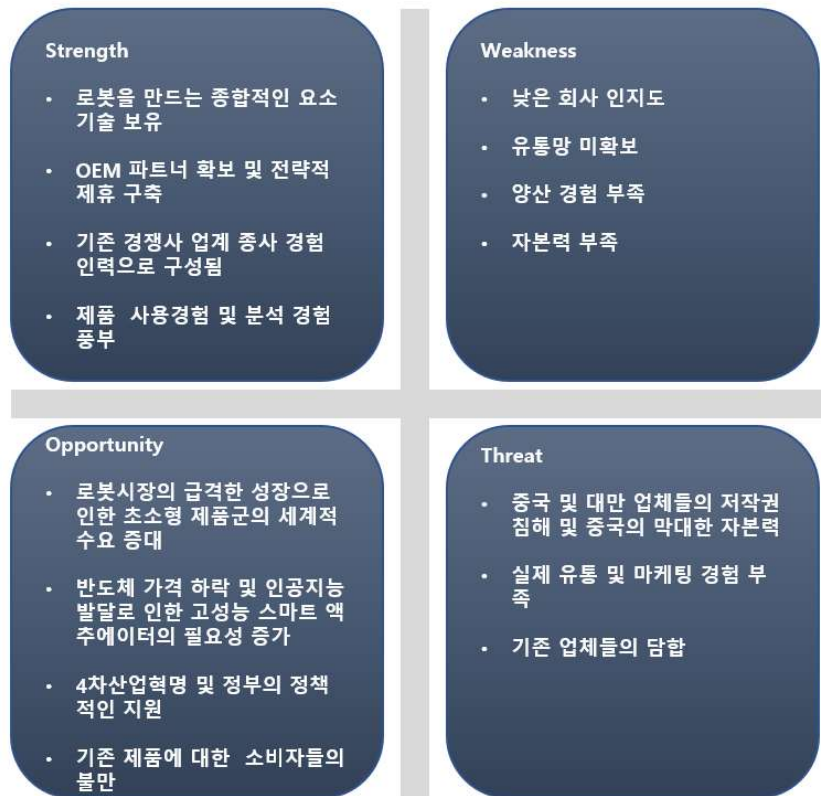 Strength
• 로봇을 만드는 종합적인 요소
기술 보유
• OEM 파트너 확보 및 전략적
제휴 구축
• 기존 경쟁사 업계 종사 경험
인력으로 구성됨
• 제품 사용경험 및 분석 경험
풍부
Weakness
• 낮은 회사 인지도
• 유통망 미확보
• 양산 경험 부족
• 자본력 부족
Opportunity
• 로봇시장의 급격한 성장으로
인한 초소형 제품군의 세계적
수요 증대
• 반도체 가격 하락 및 인공지능
발달로 인한 고성능 스마트 액
추에이터의 필요성 증가
• 4차산업혁명 및 정부의 정책
적인 지원
• 기존 제품에 대한 소비자들의
불만
Threat
• 중국 및 대만 업체들의 저작권
침해 및 중국의 막대한 자본력
• 실제 유통 및 마케팅 경험 부
족
• 기존 업체들의 담합